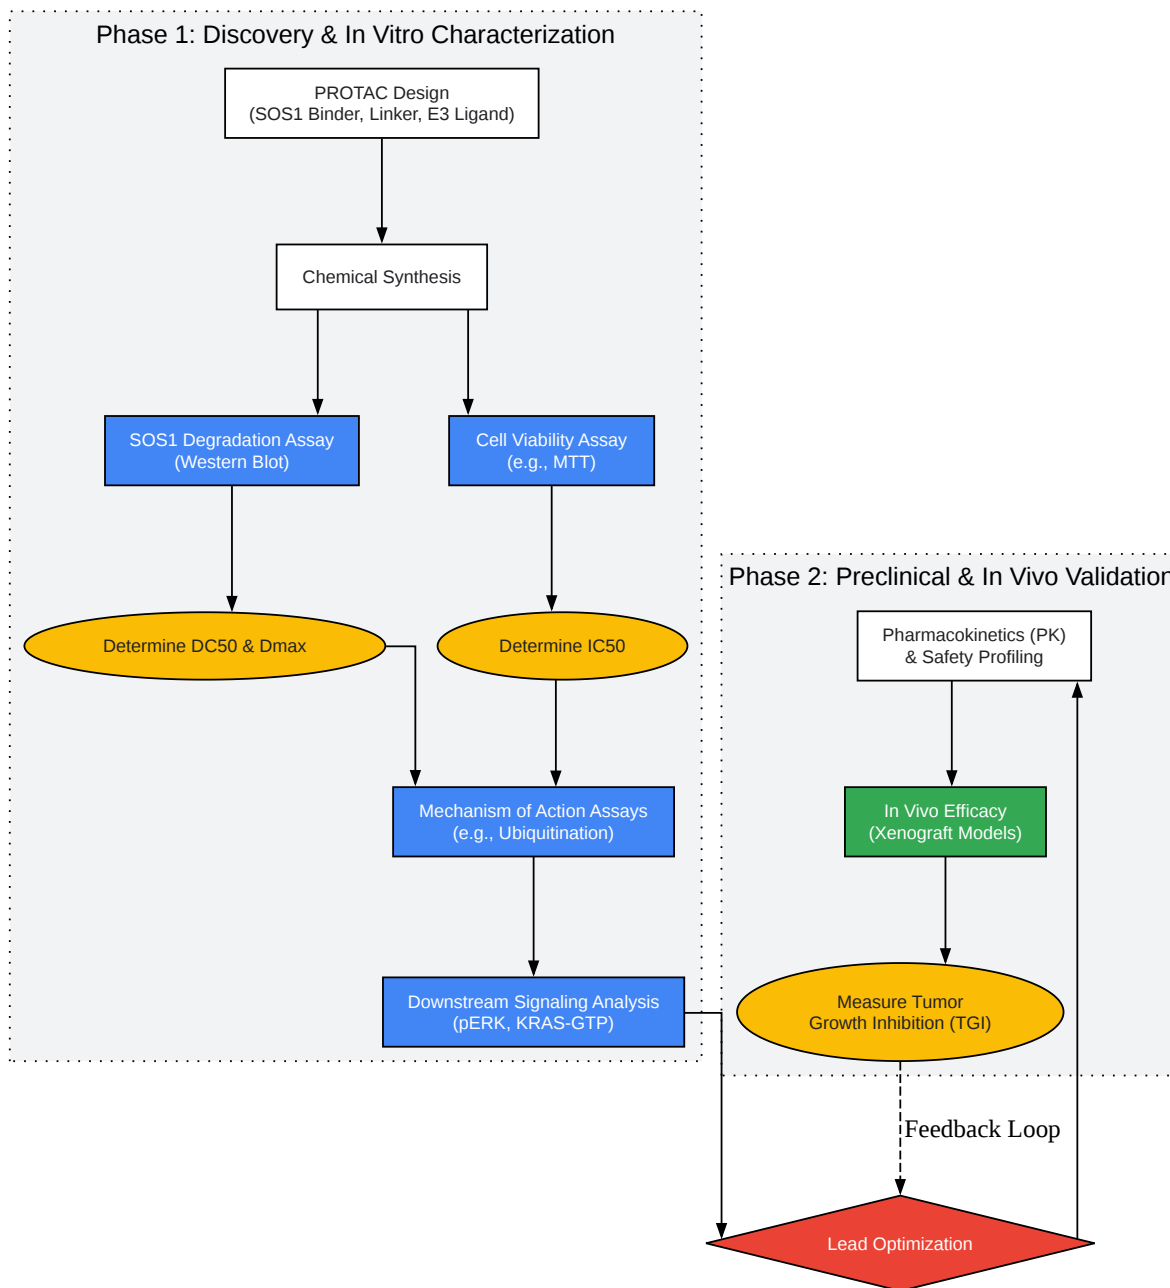 Phase 1: Discovery & In Vitro Characterization
PROTAC Design
(SOS1 Binder, Linker, E3 Ligand)
Chemical Synthesis
SOS1 Degradation Assay
(Western Blot)
Cell Viability Assay
(e.g., MTT)
Determine DC50 & Dmax
Determine IC50
Mechanism of Action Assays
(e.g., Ubiquitination)
Downstream Signaling Analysis
(pERK, KRAS-GTP)
Phase 2: Preclinical & In Vivo Validation
Pharmacokinetics (PK)
& Safety Profiling
In Vivo Efficacy
(Xenograft Models)
Measure Tumor
Growth Inhibition (TGI)
Feedback Loop
Lead Optimization